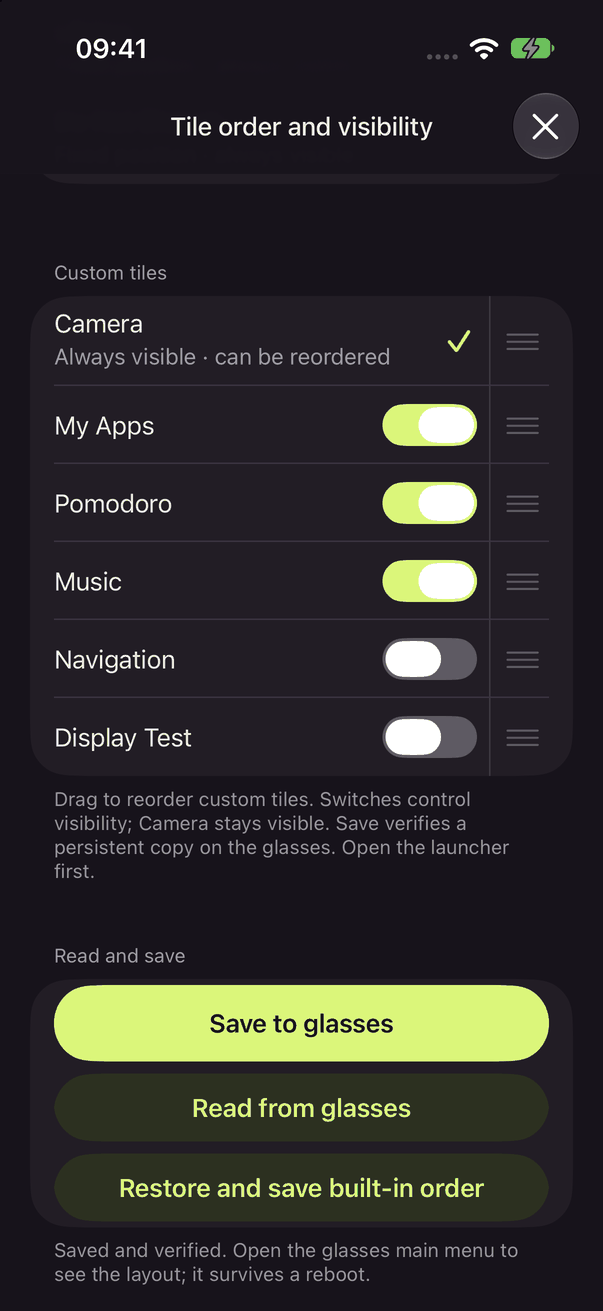 09:41
Tile order and visibility
Custom tiles
Camera
Always visible · can be reordered
My Apps
Pomodoro
Music
Navigation
Display Test
Drag to reorder custom tiles. Switches control
visibility; Camera stays visible. Save verifies a
persistent copy on the glasses. Open the launcher
first.
Read and save
Save to glasses
Read from glasses
Restore and save built-in order
Saved and verified. Open the glasses main menu to
see the layout; it survives a reboot.